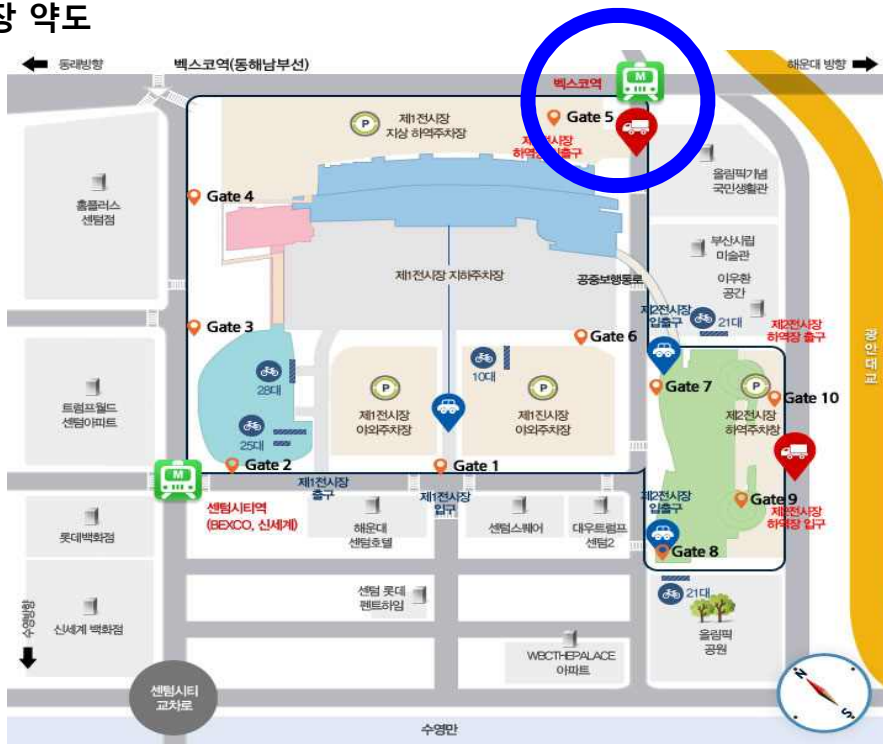 장 약도
동래방향
벡스코역(동해남부선)
해운대 방향
벡스코역
M
P
제1전시장
지상 하역주차장
Gate 5
제1전시장
하역장 입출구
올림픽기념
국민생활관
홈플러스
센텀점
Gate 4
부산시립
미술관
제1전시장 지하주차장
공중보행통로
이우환
공간
제2전시장
입출구
21대
제2전시장
하역장 출구
광안대교
Gate 3
Gate 6
28대
10대
P
P
Gate 7
P
Gate 10
트럼프월드
센텀아파트
제1전시장
야외주차장
제1전시장
야외주차장
제2전시장
하역주차장
25대
Gate 2
Gate 1
M
제1전시장
출구
제1전시장
입구
제2전시장
입출구
Gate 9
제2전시장
하역장 입구
센텀시티역
(BEXCO, 신세계)
롯데백화점
해운대
센텀호텔
센텀스퀘어
대우트럼프
센텀2
Gate 8
21대
센텀 롯데
펜트하임
수영방향
신세계 백화점
올림픽
공원
WBCTHEPALACE
아파트
센텀시티
교차로
N
S
수영만